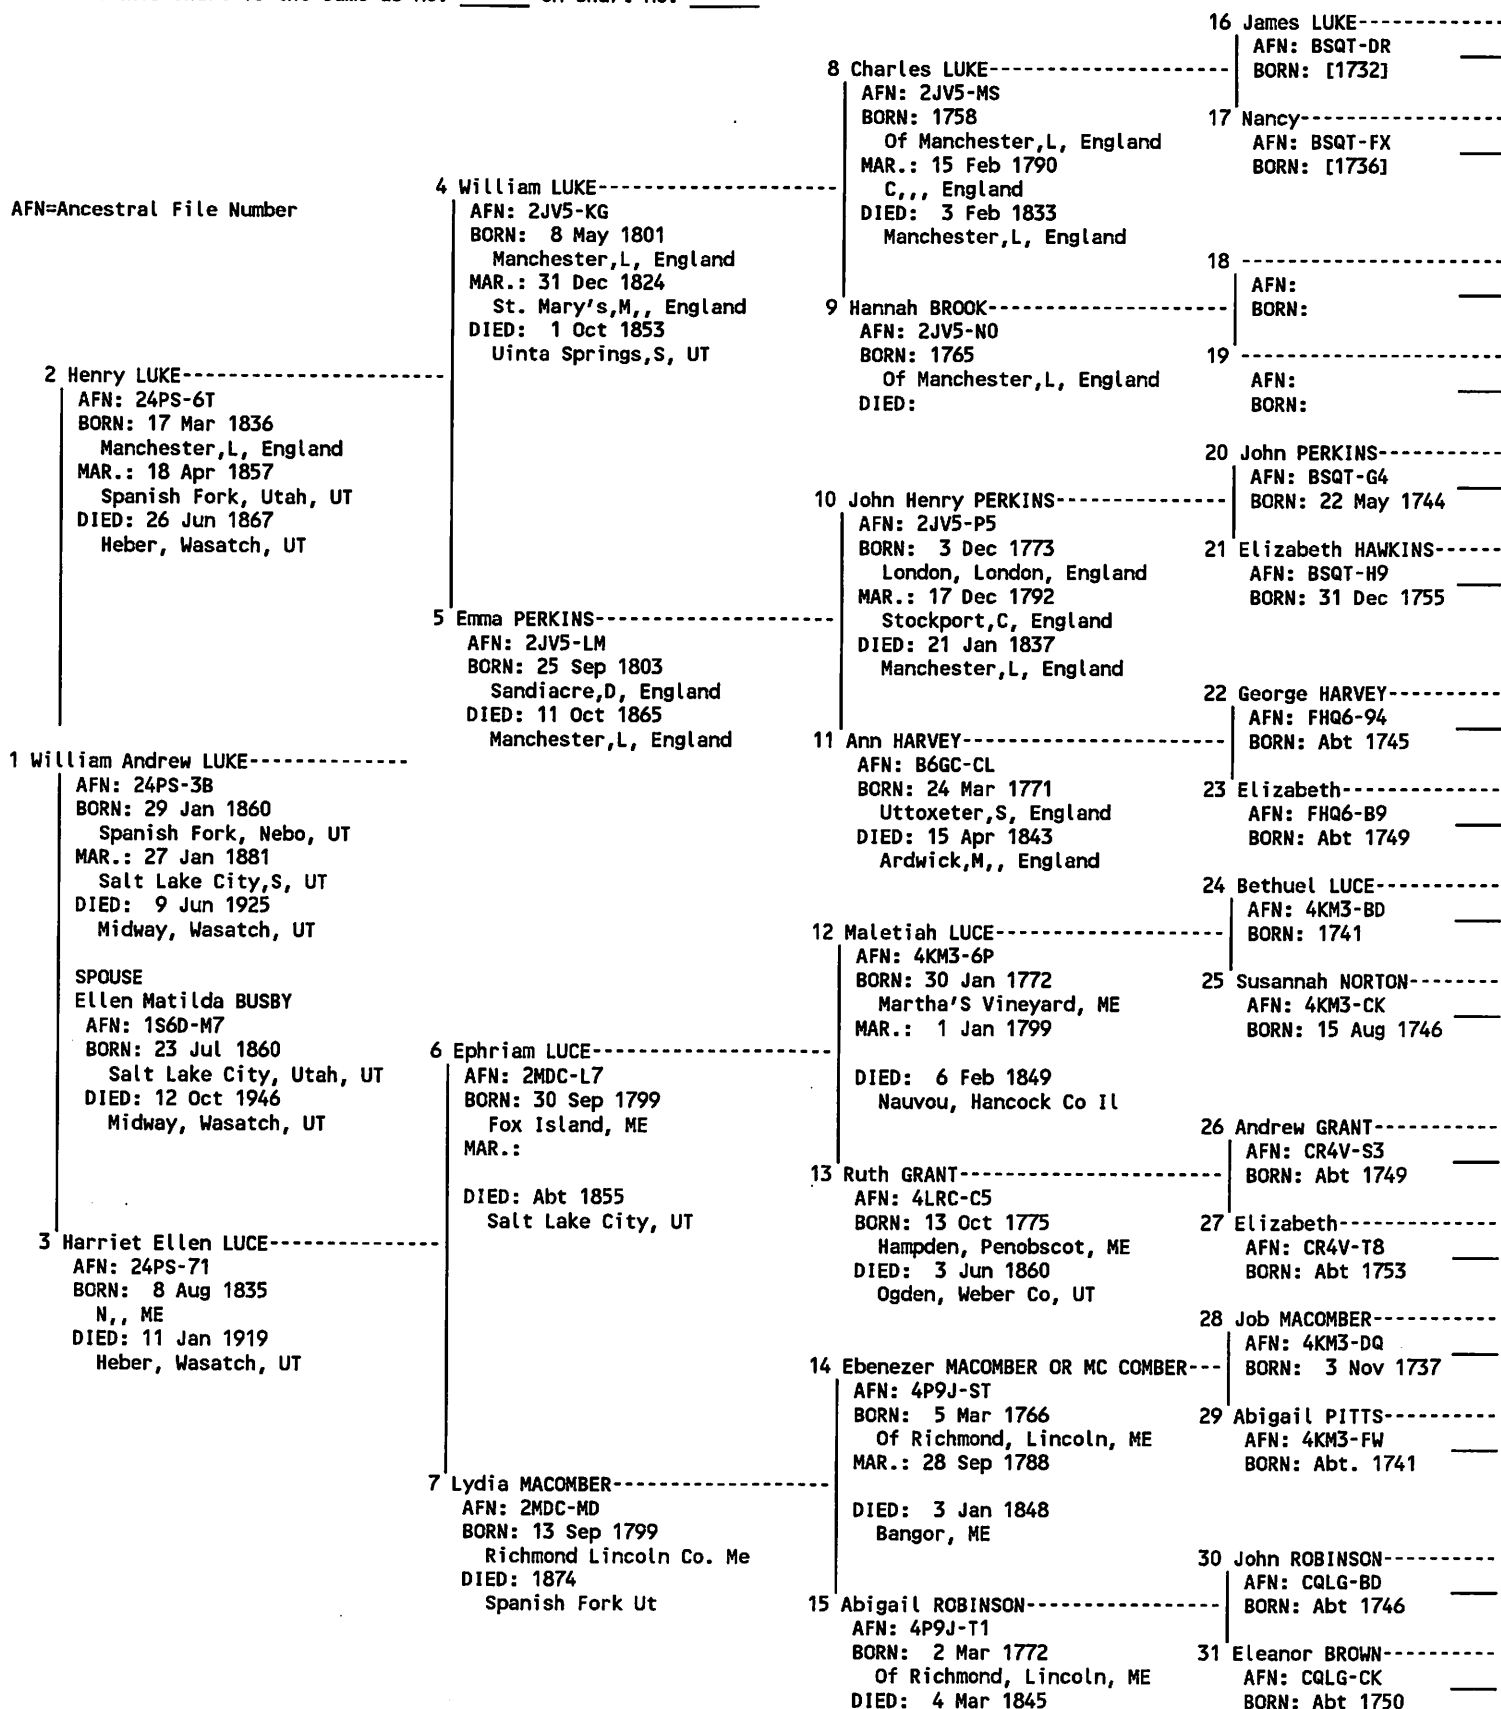 16 James LUKE------------
AFN: BSQT-DR
BORN: [1732]
8 Charles LUKE--------------------
AFN: 2JV5-MS
BORN: 1758
Of Manchester,L, England
MAR.: 15 Feb 1790
C,,, England
DIED: 3 Feb 1833
Manchester,L, England
17 Nancy-----------------
AFN: BSQT-FX
BORN: [1736]
4 William LUKE--------------------
AFN: 2JV5-KG
BORN: 8 May 1801
Manchester,L, England
MAR.: 31 Dec 1824
St. Mary's,M,, England
DIED: 1 Oct 1853
Uinta Springs,S, UT
AFN=Ancestral File Number
18 ----------------------
AFN:
BORN:
9 Hannah BROOK--------------------
AFN: 2JV5-N0
BORN: 1765
Of Manchester,L, England
DIED:
19 ----------------------
AFN:
BORN:
2 Henry LUKE----------------------
AFN: 24PS-6T
BORN: 17 Mar 1836
Manchester,L, England
MAR.: 18 Apr 1857
Spanish Fork, Utah, UT
DIED: 26 Jun 1867
Heber, Wasatch, UT
20 John PERKINS----------
AFN: BSQT-G4
BORN: 22 May 1744
10 John Henry PERKINS--------------
AFN: 2JV5-P5
BORN: 3 Dec 1773
London, London, England
MAR.: 17 Dec 1792
Stockport,C, England
DIED: 21 Jan 1837
Manchester,L, England
21 Elizabeth HAWKINS-----
AFN: BSQT-H9
BORN: 31 Dec 1755
5 Emma PERKINS------------------
AFN: 2JV5-LM
BORN: 25 Sep 1803
Sandiacre,D, England
DIED: 11 Oct 1865
Manchester,L, England
22 George HARVEY---------
AFN: FHQ6-94
BORN: Abt 1745
11 Ann HARVEY----------------------
AFN: B6GC-CL
BORN: 24 Mar 1771
Uttoxeter,S, England
DIED: 15 Apr 1843
Ardwick,M,, England
23 Elizabeth-------------
AFN: FHQ6-B9
BORN: Abt 1749
1 William Andrew LUKE-------------
AFN: 24PS-3B
BORN: 29 Jan 1860
Spanish Fork, Nebo, UT
MAR.: 27 Jan 1881
Salt Lake City,S, UT
DIED: 9 Jun 1925
Midway, Wasatch, UT
SPOUSE
Ellen Matilda BUSBY
AFN: 1S6D-M7
BORN: 23 Jul 1860
Salt Lake City, Utah, UT
DIED: 12 Oct 1946
Midway, Wasatch, UT
24 Bethuel LUCE----------
AFN: 4KM3-BD
BORN: 1741
12 Maletiah LUCE-------------------
AFN: 4KM3-6P
BORN: 30 Jan 1772
Martha'S Vineyard, ME
MAR.: 1 Jan 1799
DIED: 6 Feb 1849
Nauvou, Hancock Co Il
25 Susannah NORTON-------
AFN: 4KM3-CK
BORN: 15 Aug 1746
6 Ephriam LUCE--------------------
AFN: 2MDC-L7
BORN: 30 Sep 1799
Fox Island, ME
MAR.:
DIED: Abt 1855
Salt Lake City, UT
26 Andrew GRANT----------
AFN: CR4V-S3
BORN: Abt 1749
13 Ruth GRANT----------------------
AFN: 4LRC-C5
BORN: 13 Oct 1775
Hampden, Penobscot, ME
DIED: 3 Jun 1860
Ogden, Weber Co, UT
27 Elizabeth-------------
AFN: CR4V-T8
BORN: Abt 1753
3 Harriet Ellen LUCE--------------
AFN: 24PS-71
BORN: 8 Aug 1835
N,, ME
DIED: 11 Jan 1919
Heber, Wasatch, UT
28 Job MACOMBER----------
AFN: 4KM3-DQ
BORN: 3 Nov 1737
14 Ebenezer MACOMBER OR MC COMBER---
AFN: 4P9J-ST
BORN: 5 Mar 1766
Of Richmond, Lincoln, ME
MAR.: 28 Sep 1788
DIED: 3 Jan 1848
Bangor, ME
29 Abigail PITTS---------
AFN: 4KM3-FW
BORN: Abt. 1741
7 Lydia MACOMBER------------------
AFN: 2MDC-MD
BORN: 13 Sep 1799
Richmond Lincoln Co. Me
DIED: 1874
Spanish Fork Ut
30 John ROBINSON---------
AFN: CQLG-BD
BORN: Abt 1746
15 Abigail ROBINSON----------------
AFN: 4P9J-T1
BORN: 2 Mar 1772
Of Richmond, Lincoln, ME
DIED: 4 Mar 1845
31 Eleanor BROWN---------
AFN: CQLG-CK
BORN: Abt 1750